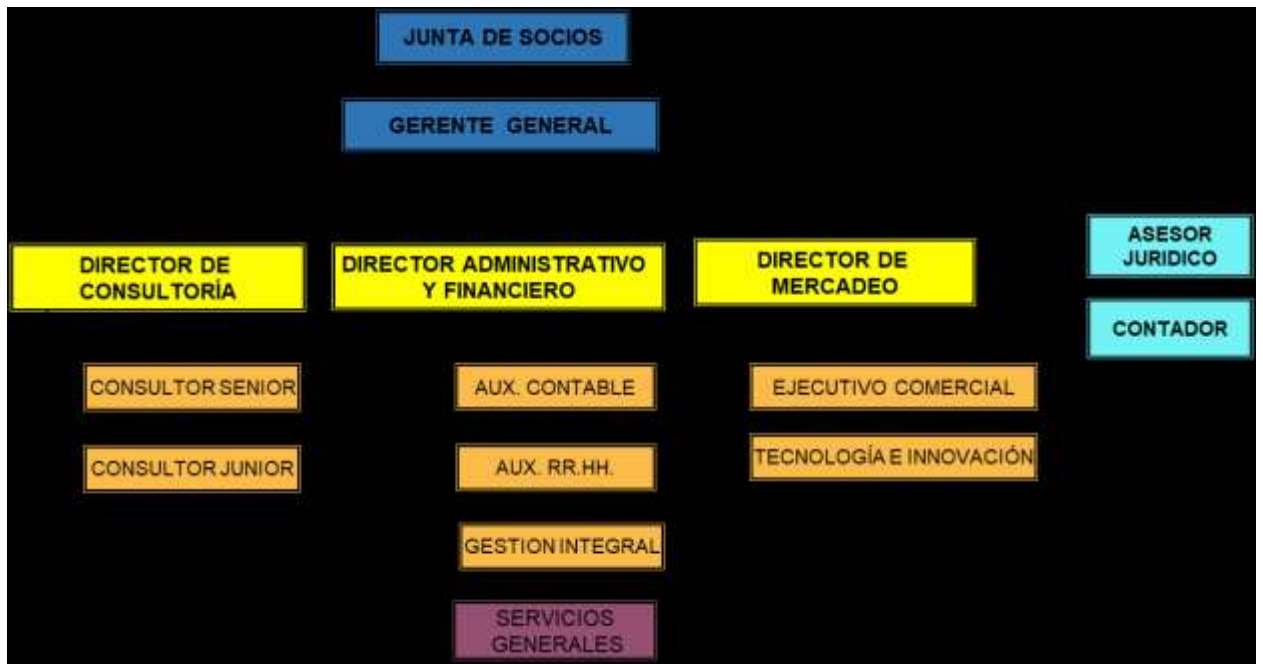 JUNTA DE SOCIOS
GERENTE GENERAL
DIRECTOR DE
CONSULTORÍA
DIRECTOR ADMINISTRATIVO
Y FINANCIERO
DIRECTOR DE
MERCADEO
ASESOR
JURIDICO
CONTADOR
CONSULTOR SENIOR
CONSULTOR JUNIOR
AUX. CONTABLE
AUX. RR.HH.
GESTION INTEGRAL
SERVICIOS
GENERALES
EJECUTIVO COMERCIAL
TECNOLOGÍA E INNOVACIÓN